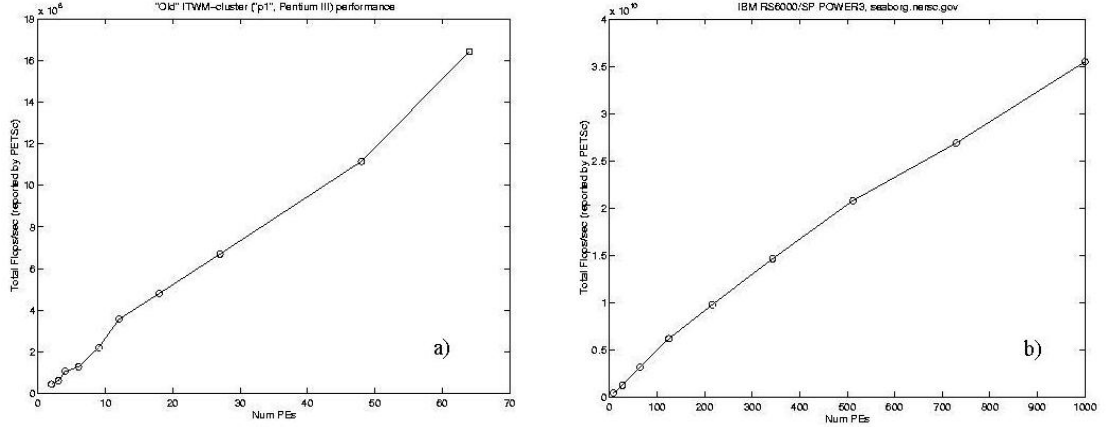 "Old" ITWM-cluster ("p1", Pentium III) performance
18
16
14
12
10
8
6
4
2
0
Total Flops/sec (reported by PETSc)
0 10 20 30 40 50 60 70
Num PEs
a)
IBM RS6000/SP POWER3, seaborg.nersc.gov
x 10^10
4
3.5
3
2.5
2
1.5
1
0.5
0
Total Flops/sec (reported by PETSc)
0 100 200 300 400 500 600 700 800 900 1000
Num PEs
b)